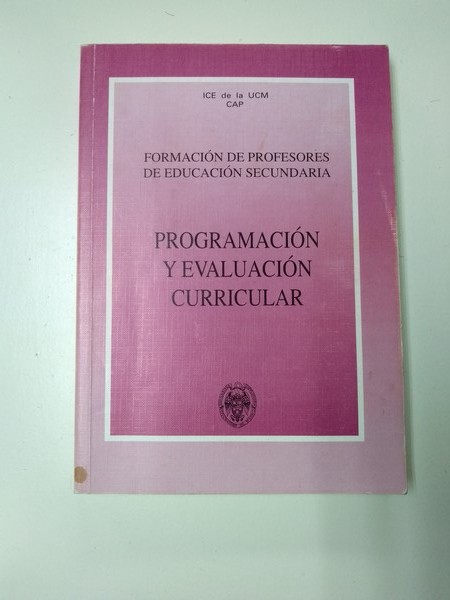 ICE de la UCM
CAP
FORMACIÓN DE PROFESORES
DE EDUCACIÓN SECUNDARIA
PROGRAMACIÓN
Y EVALUACIÓN
CURRICULAR